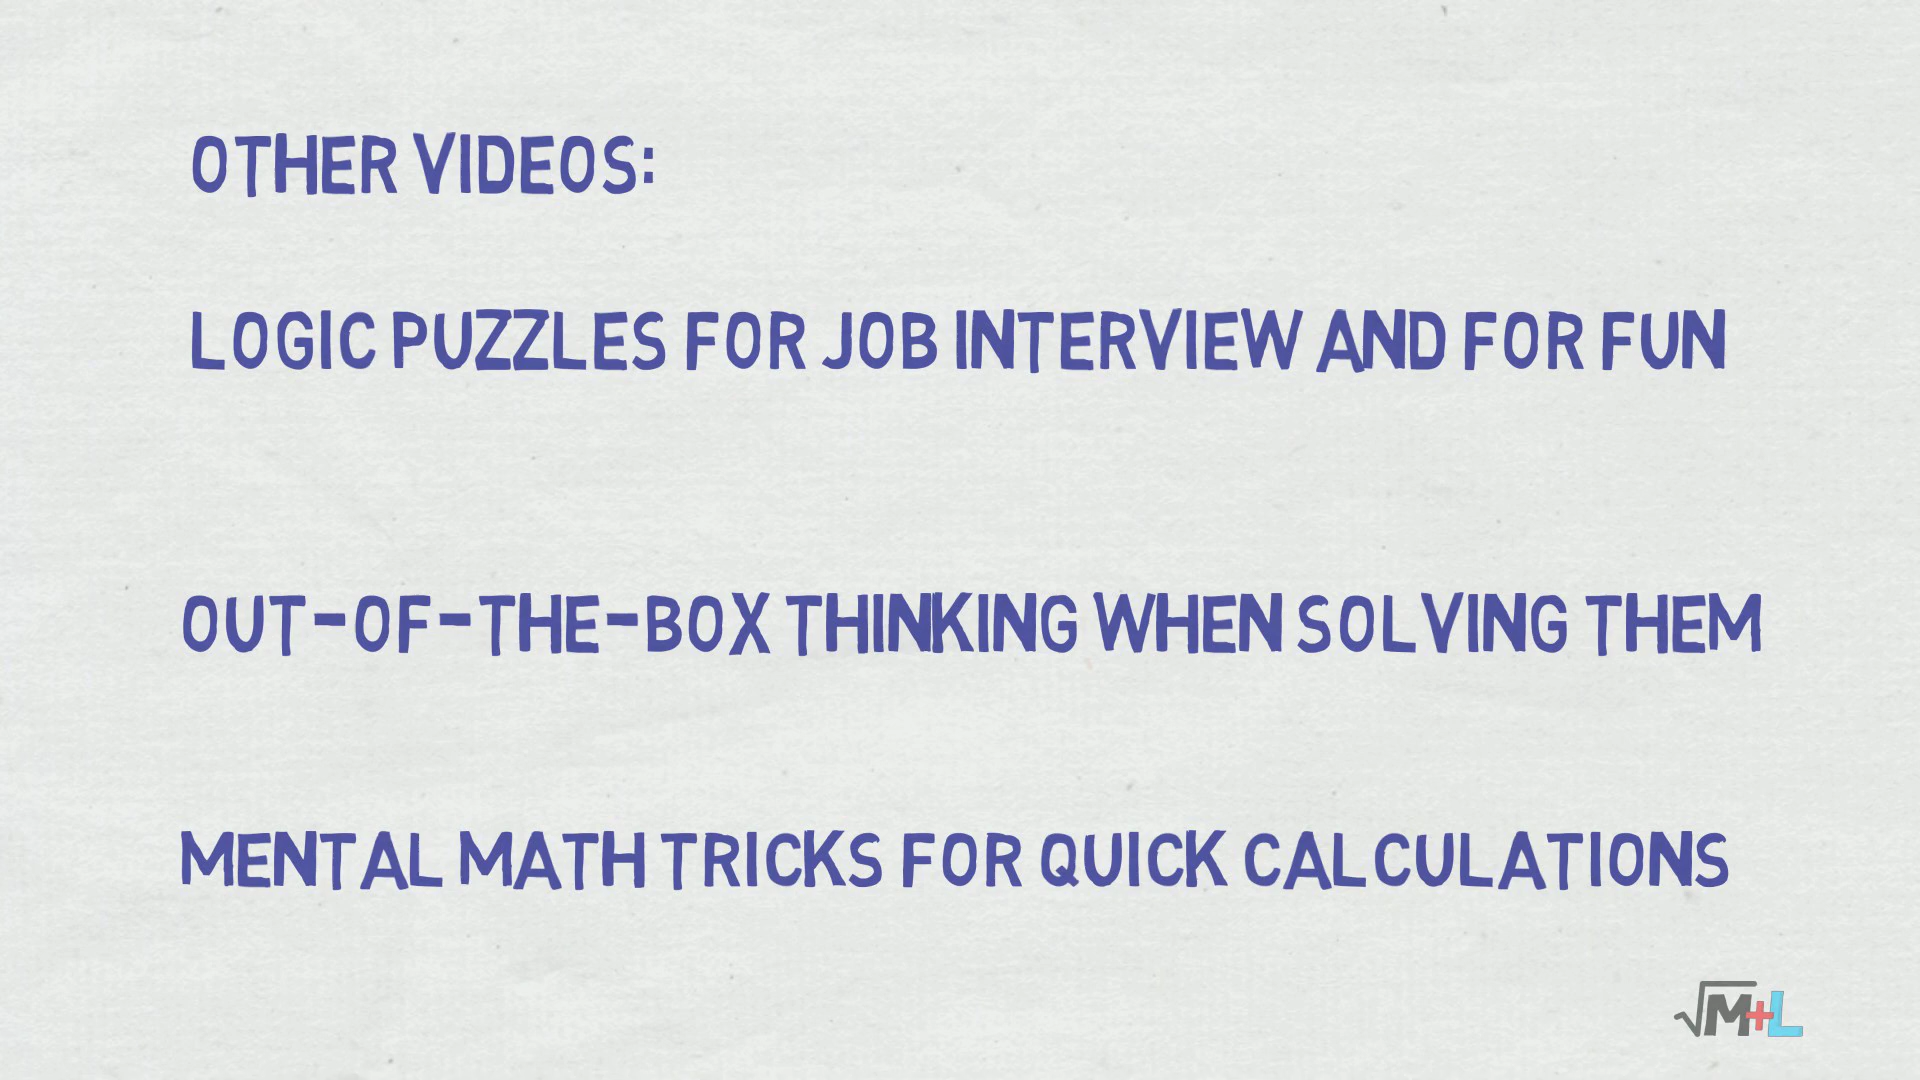 OTHER VIDEOS:
LOGIC PUZZLES FOR JOB INTERVIEW AND FOR FUN
OUT-OF-THE-BOX THINKING WHEN SOLVING THEM
MENTAL MATH TRICKS FOR QUICK CALCULATIONS
√M+L